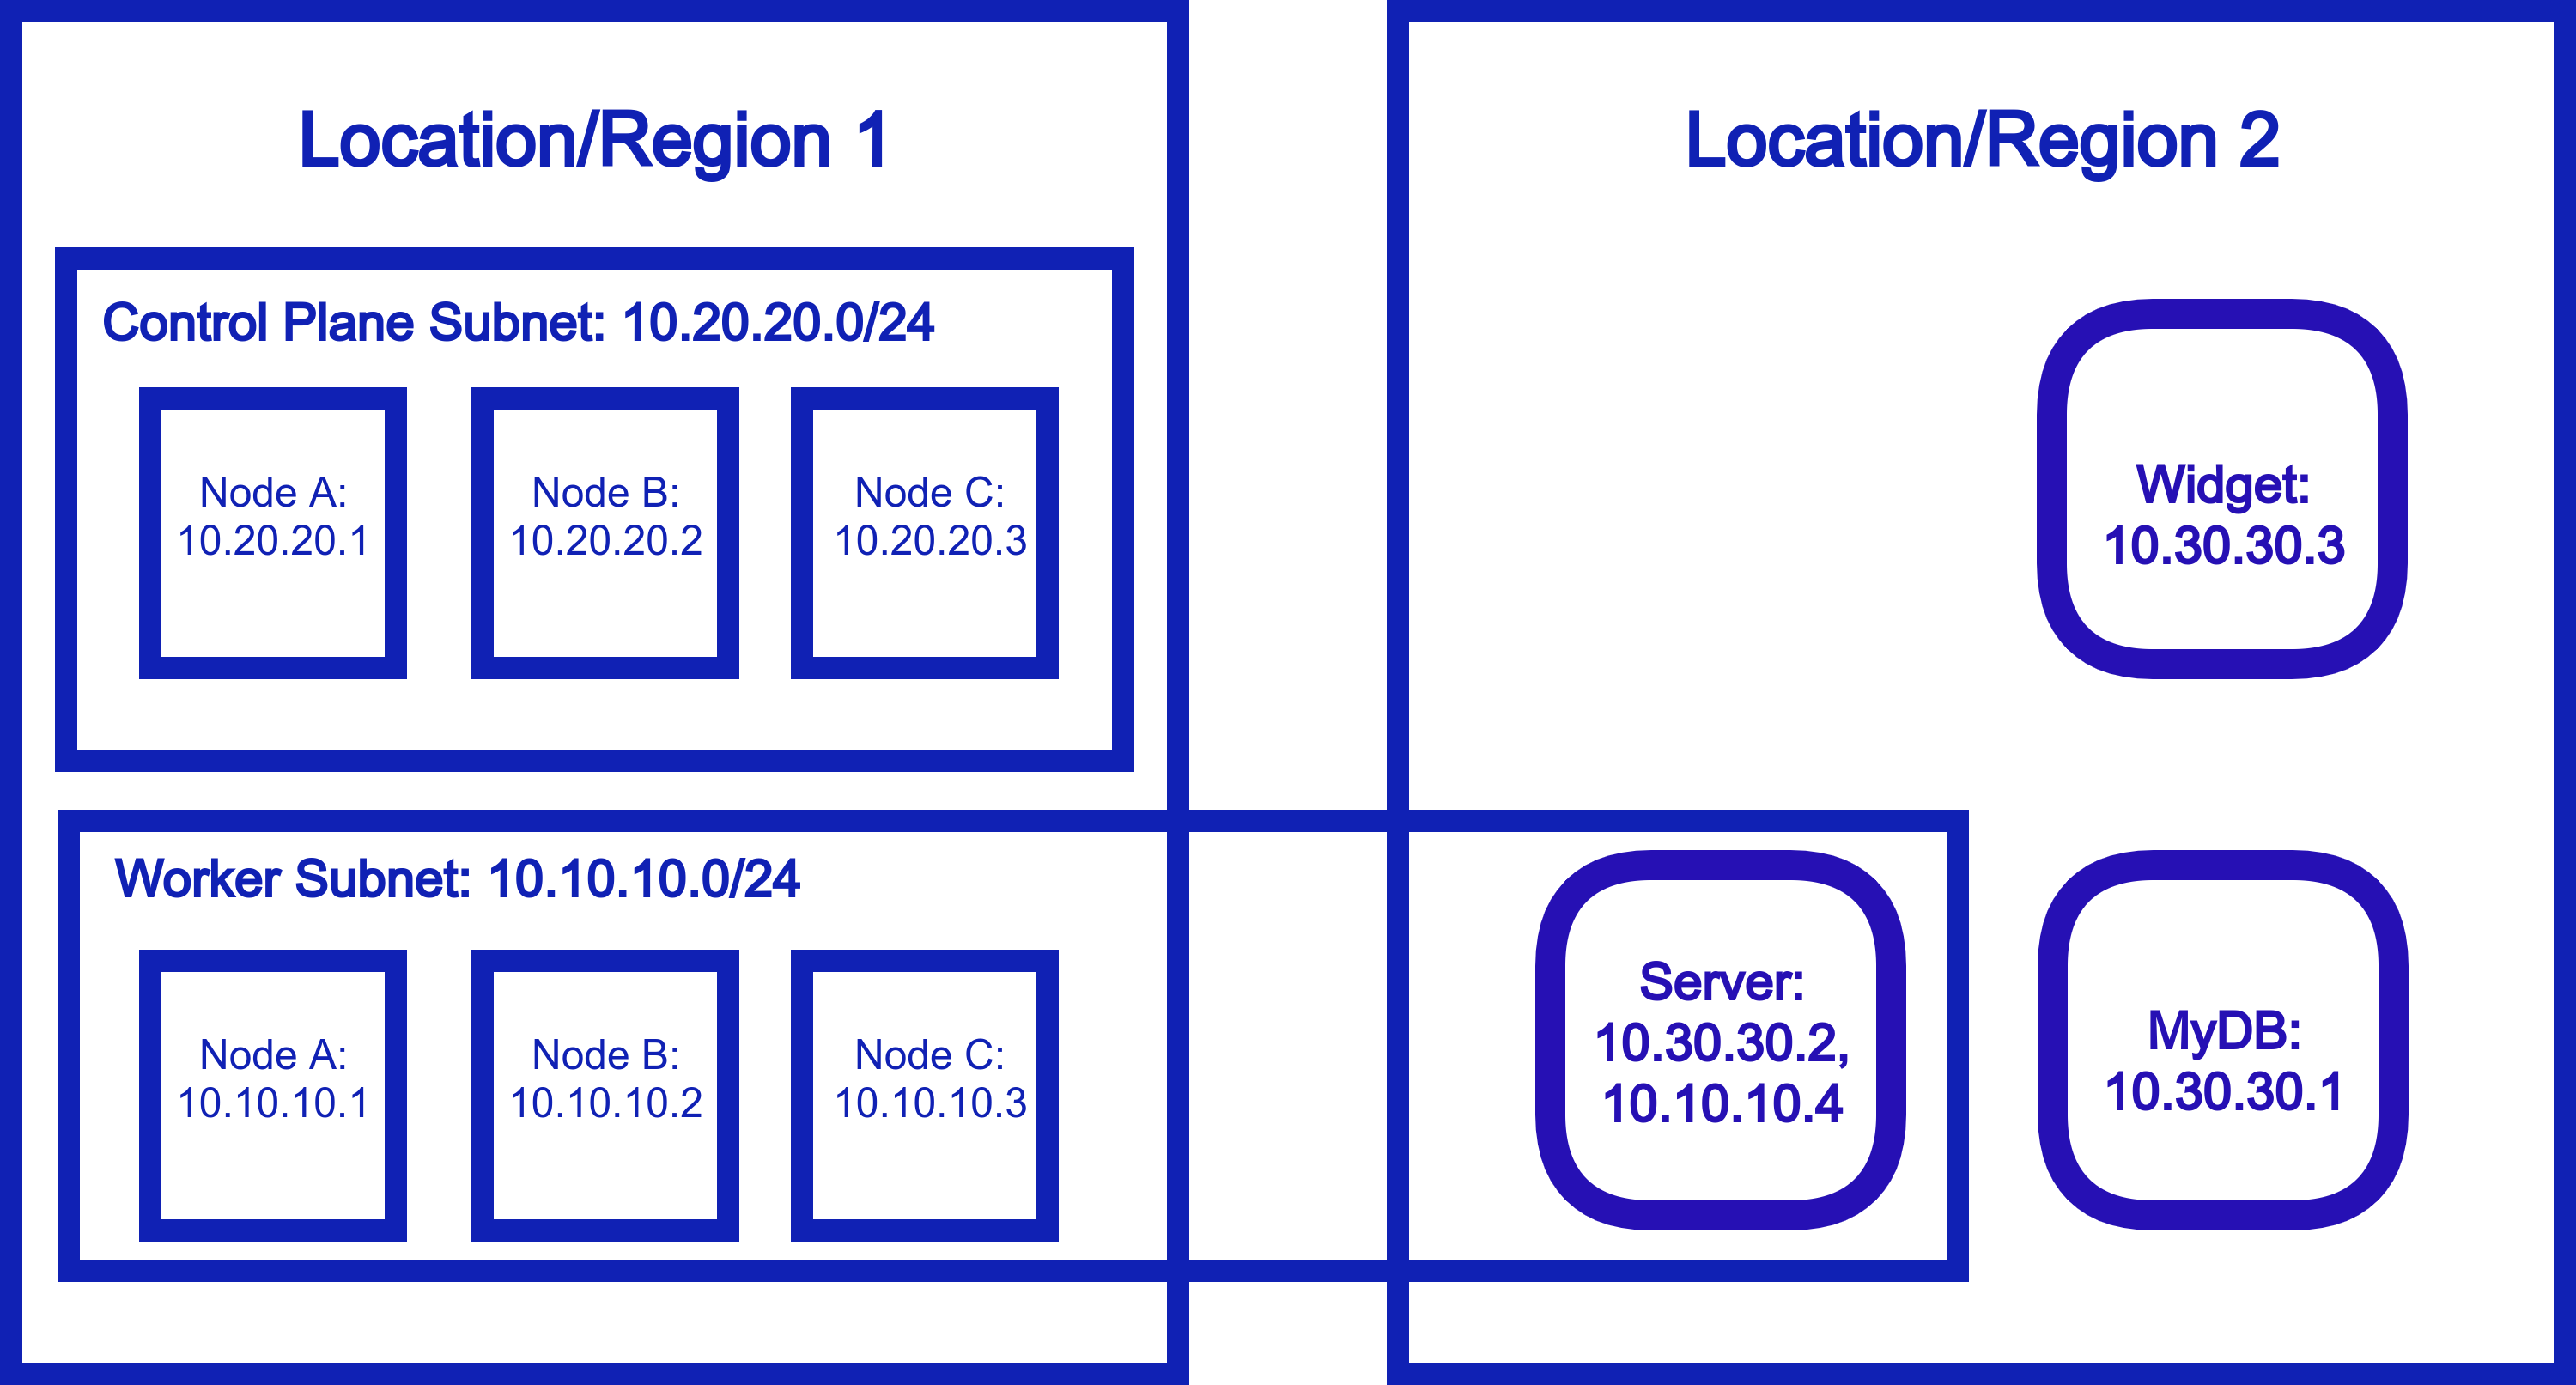 Location/Region 1
Control Plane Subnet: 10.20.20.0/24
Node A:
10.20.20.1
Node B:
10.20.20.2
Node C:
10.20.20.3
Worker Subnet: 10.10.10.0/24
Node A:
10.10.10.1
Node B:
10.10.10.2
Node C:
10.10.10.3
Location/Region 2
Widget:
10.30.30.3
Server:
10.30.30.2,
10.10.10.4
MyDB:
10.30.30.1